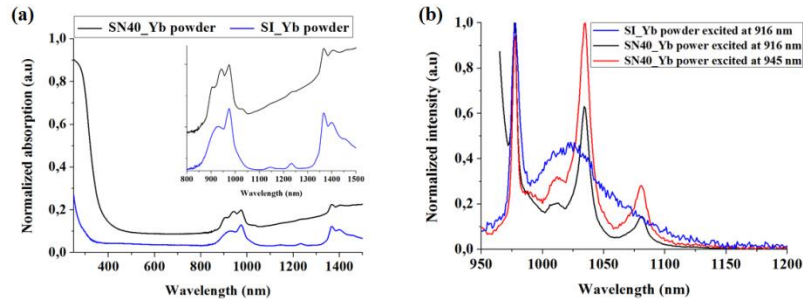 (a)
SN40_Yb powder SI_Yb powder
Normalized absorption (a.u)
1,0
0,8
0,6
0,4
0,2
0,0
400 600 800 1000 1200 1400
Wavelength (nm)
800 900 1000 1100 1200 1300 1400 1500
Wavelength (nm)
(b)
SI_Yb powder excited at 916 nm
SN40_Yb power excited at 916 nm
SN40_Yb power excited at 945 nm
Normalized intensity (a.u)
1,0
0,8
0,6
0,4
0,2
0,0
950 1000 1050 1100 1150 1200
Wavelength (nm)